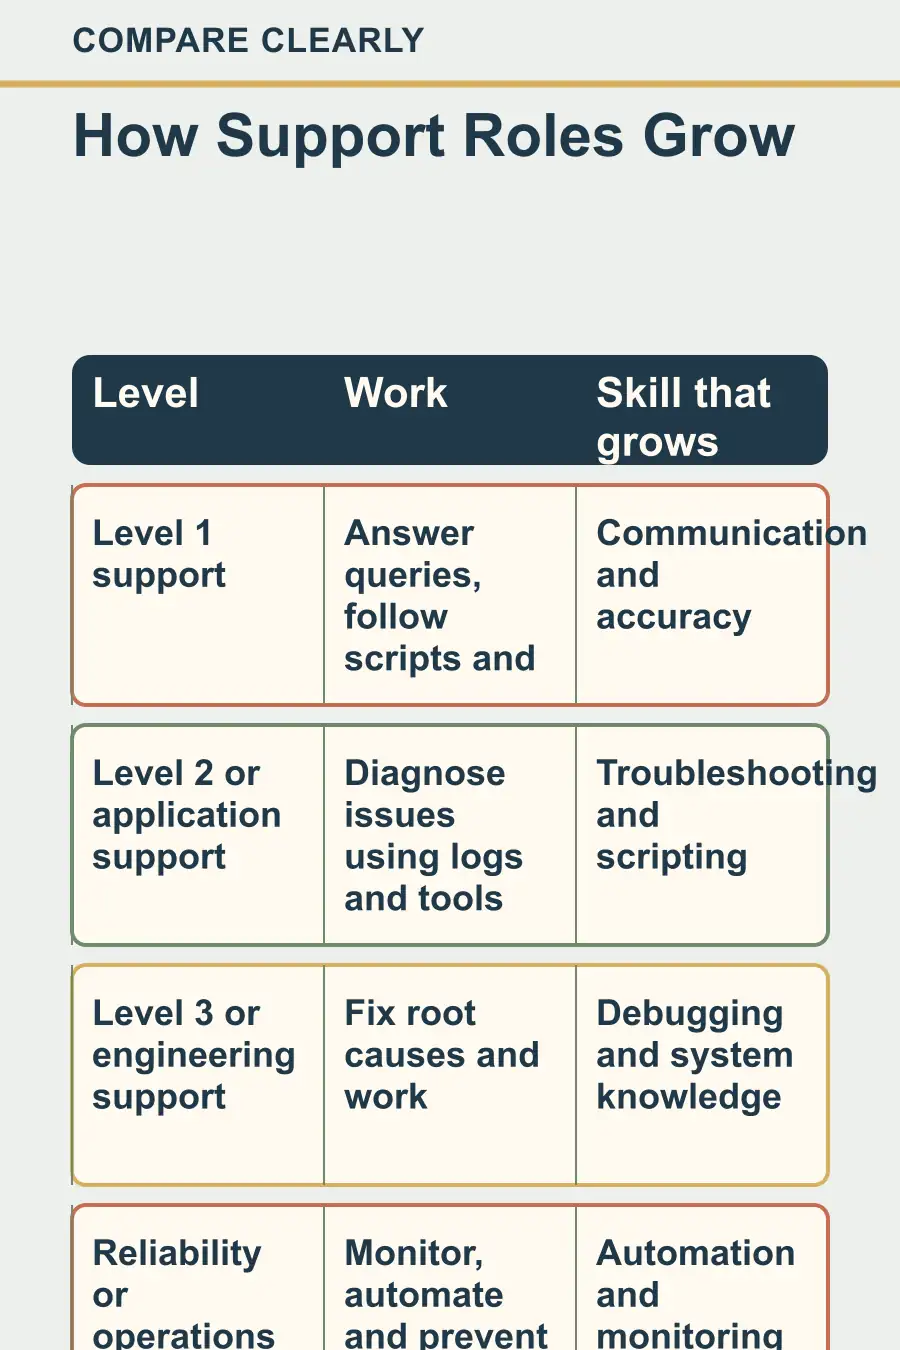 COMPARE CLEARLY
How Support Roles Grow
Level
Work
Skill that
grows
Level 1
support
Answer
queries,
follow
scripts and
Communication
and
accuracy
Level 2 or
application
support
Diagnose
issues
using logs
and tools
Troubleshooting
and
scripting
Level 3 or
engineering
support
Fix root
causes and
work
Debugging
and system
knowledge
Reliability
or
operations
Monitor,
automate
and prevent
Automation
and
monitoring